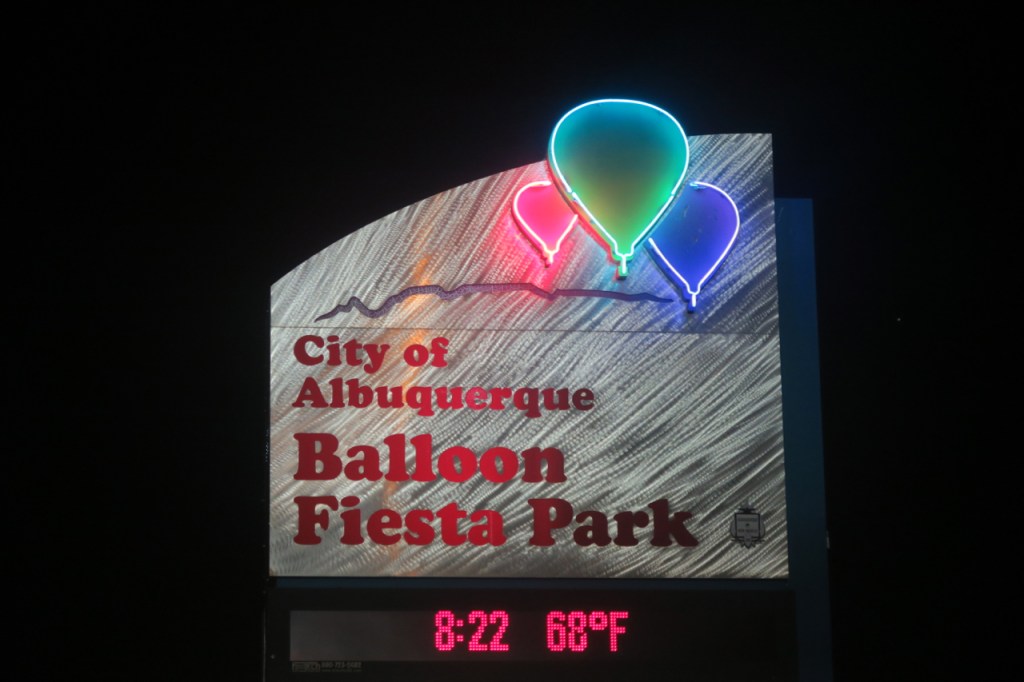 City of
Albuquerque
Balloon
Fiesta Park
8:22 68°F